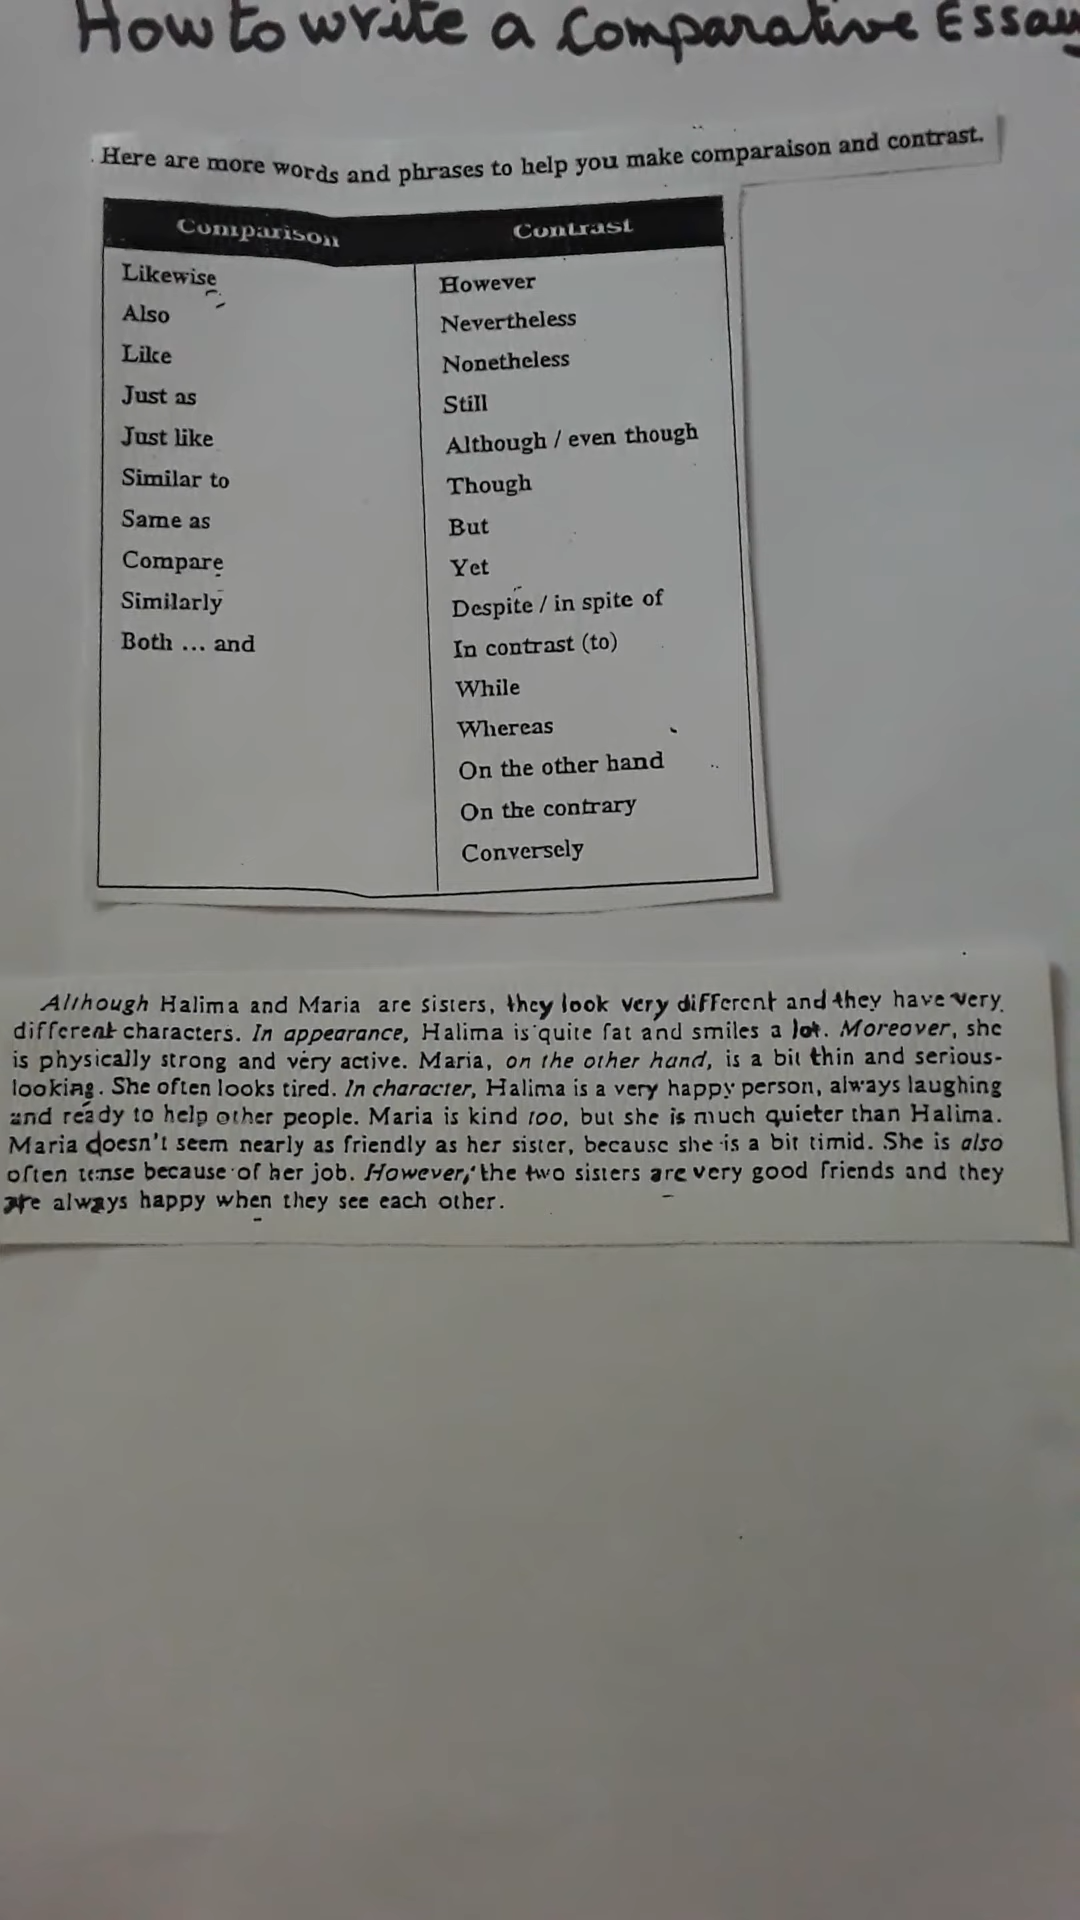 How to write a Comparative Essay
Here are more words and phrases to help you make comparaison and contrast.
Comparison
Likewise
Also
Like
Just as
Just like
Similar to
Same as
Compare
Similarly
Both ... and
Contrast
However
Nevertheless
Nonetheless
Still
Although / even though
Though
But
Yet
Despite / in spite of
In contrast (to)
While
Whereas
On the other hand
On the contrary
Conversely
Although Halima and Maria are sisters, they look very different and they have very
different characters. In appearance, Halima is quite fat and smiles a lot. Moreover, she
is physically strong and very active. Maria, on the other hand, is a bit thin and serious-
looking. She often looks tired. In character, Halima is a very happy person, always laughing
and ready to help other people. Maria is kind too, but she is much quieter than Halima.
Maria doesn't seem nearly as friendly as her sister, because she is a bit timid. She is also
often tense because of her job. However, the two sisters are very good friends and they
are always happy when they see each other.